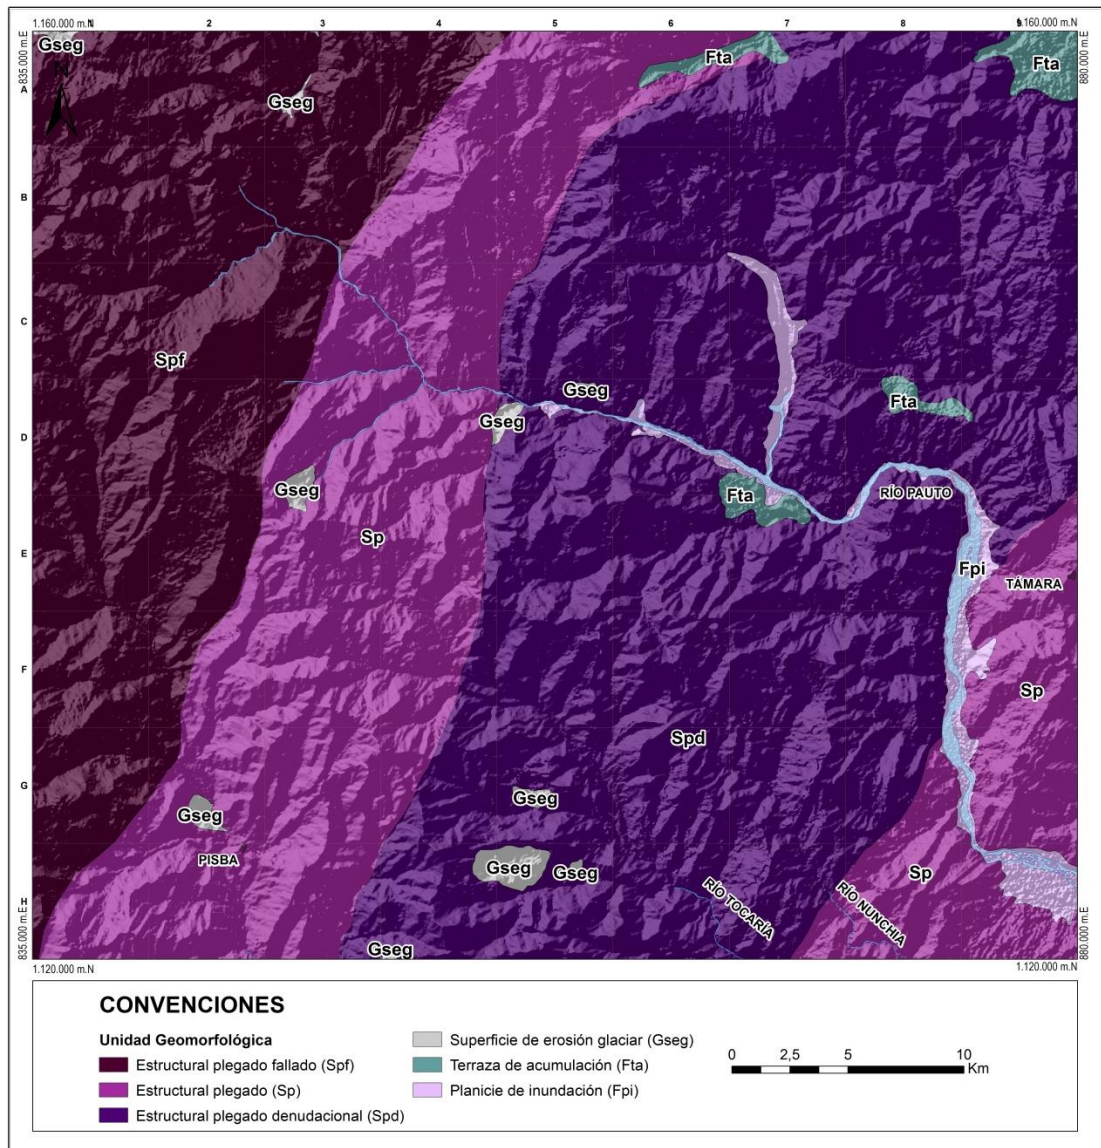 1.160.000 m.N
1
2
3
4
5
6
7
8
9
1.160.000 m.N
835.000 m.E
880.000 m.E
Gseg
N
Fta
Fta
A
Gseg
B
C
Spf
Gseg
Fta
D
Gseg
Gseg
Fta
RÍO PAUTO
Sp
E
Fpi
TÁMARA
F
Sp
Spd
G
Gseg
Gseg
PISBA
Gseg
Gseg
Sp
RÍO TOCARÍA
RÍO NUNCHIA
H
Gseg
835.000 m.E
880.000 m.E
1.120.000 m.N
1.120.000 m.N
CONVENCIONES
Unidad Geomorfológica
Estructural plegado fallado (Spf)
Estructural plegado (Sp)
Estructural plegado denudacional (Spd)
Superficie de erosión glaciar (Gseg)
Terraza de acumulación (Fta)
Planicie de inundación (Fpi)
0 2,5 5 10
Km